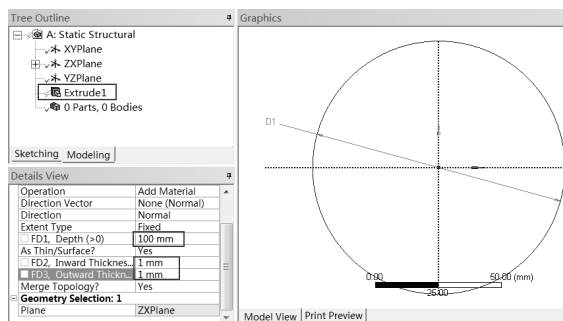 Tree Outline
A: Static Structural
XYPlane
ZXPlane
YZPlane
Extrude1
0 Parts, 0 Bodies
Sketching Modeling
Details View
Operation Add Material
Direction Vector None (Normal)
Direction Normal
Extent Type Fixed
FD1, Depth (>0) 100 mm
As Thin/Surface? Yes
FD2, Inward Thicknes... 1 mm
FD3, Outward Thickn... 1 mm
Merge Topology? Yes
Geometry Selection: 1
Plane ZXPlane
Graphics
D1
0.00 50.00 (mm)
25.00
Model View Print Preview